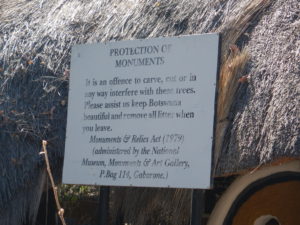 PROTECTION OF
MONUMENTS
It is an offence to carve, cut or in
any way interfere with these trees.
Please assist us keep Botswana
beautiful and remove all litter when
you leave.
Monuments & Relics Act (1979)
(administered by the National
Museum, Monuments & Art Gallery,
P.Bag 114, Gaborone.)